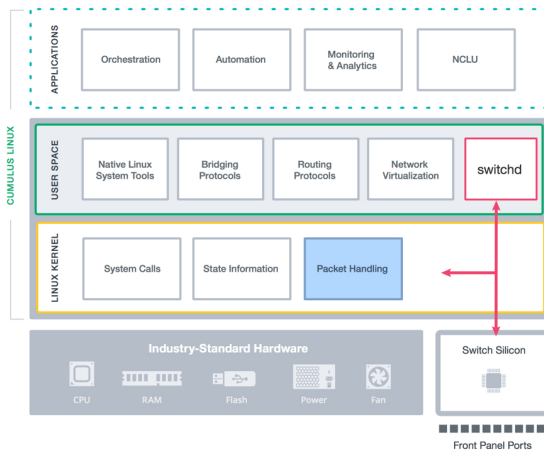 CUMULUS LINUX
APPLICATIONS
Orchestration
Automation
Monitoring
& Analytics
NCLU
USER SPACE
Native Linux
System Tools
Bridging
Protocols
Routing
Protocols
Network
Virtualization
switchd
LINUX KERNEL
System Calls
State Information
Packet Handling
Industry-Standard Hardware
CPU
RAM
Flash
Power
Fan
Switch Silicon
Front Panel Ports